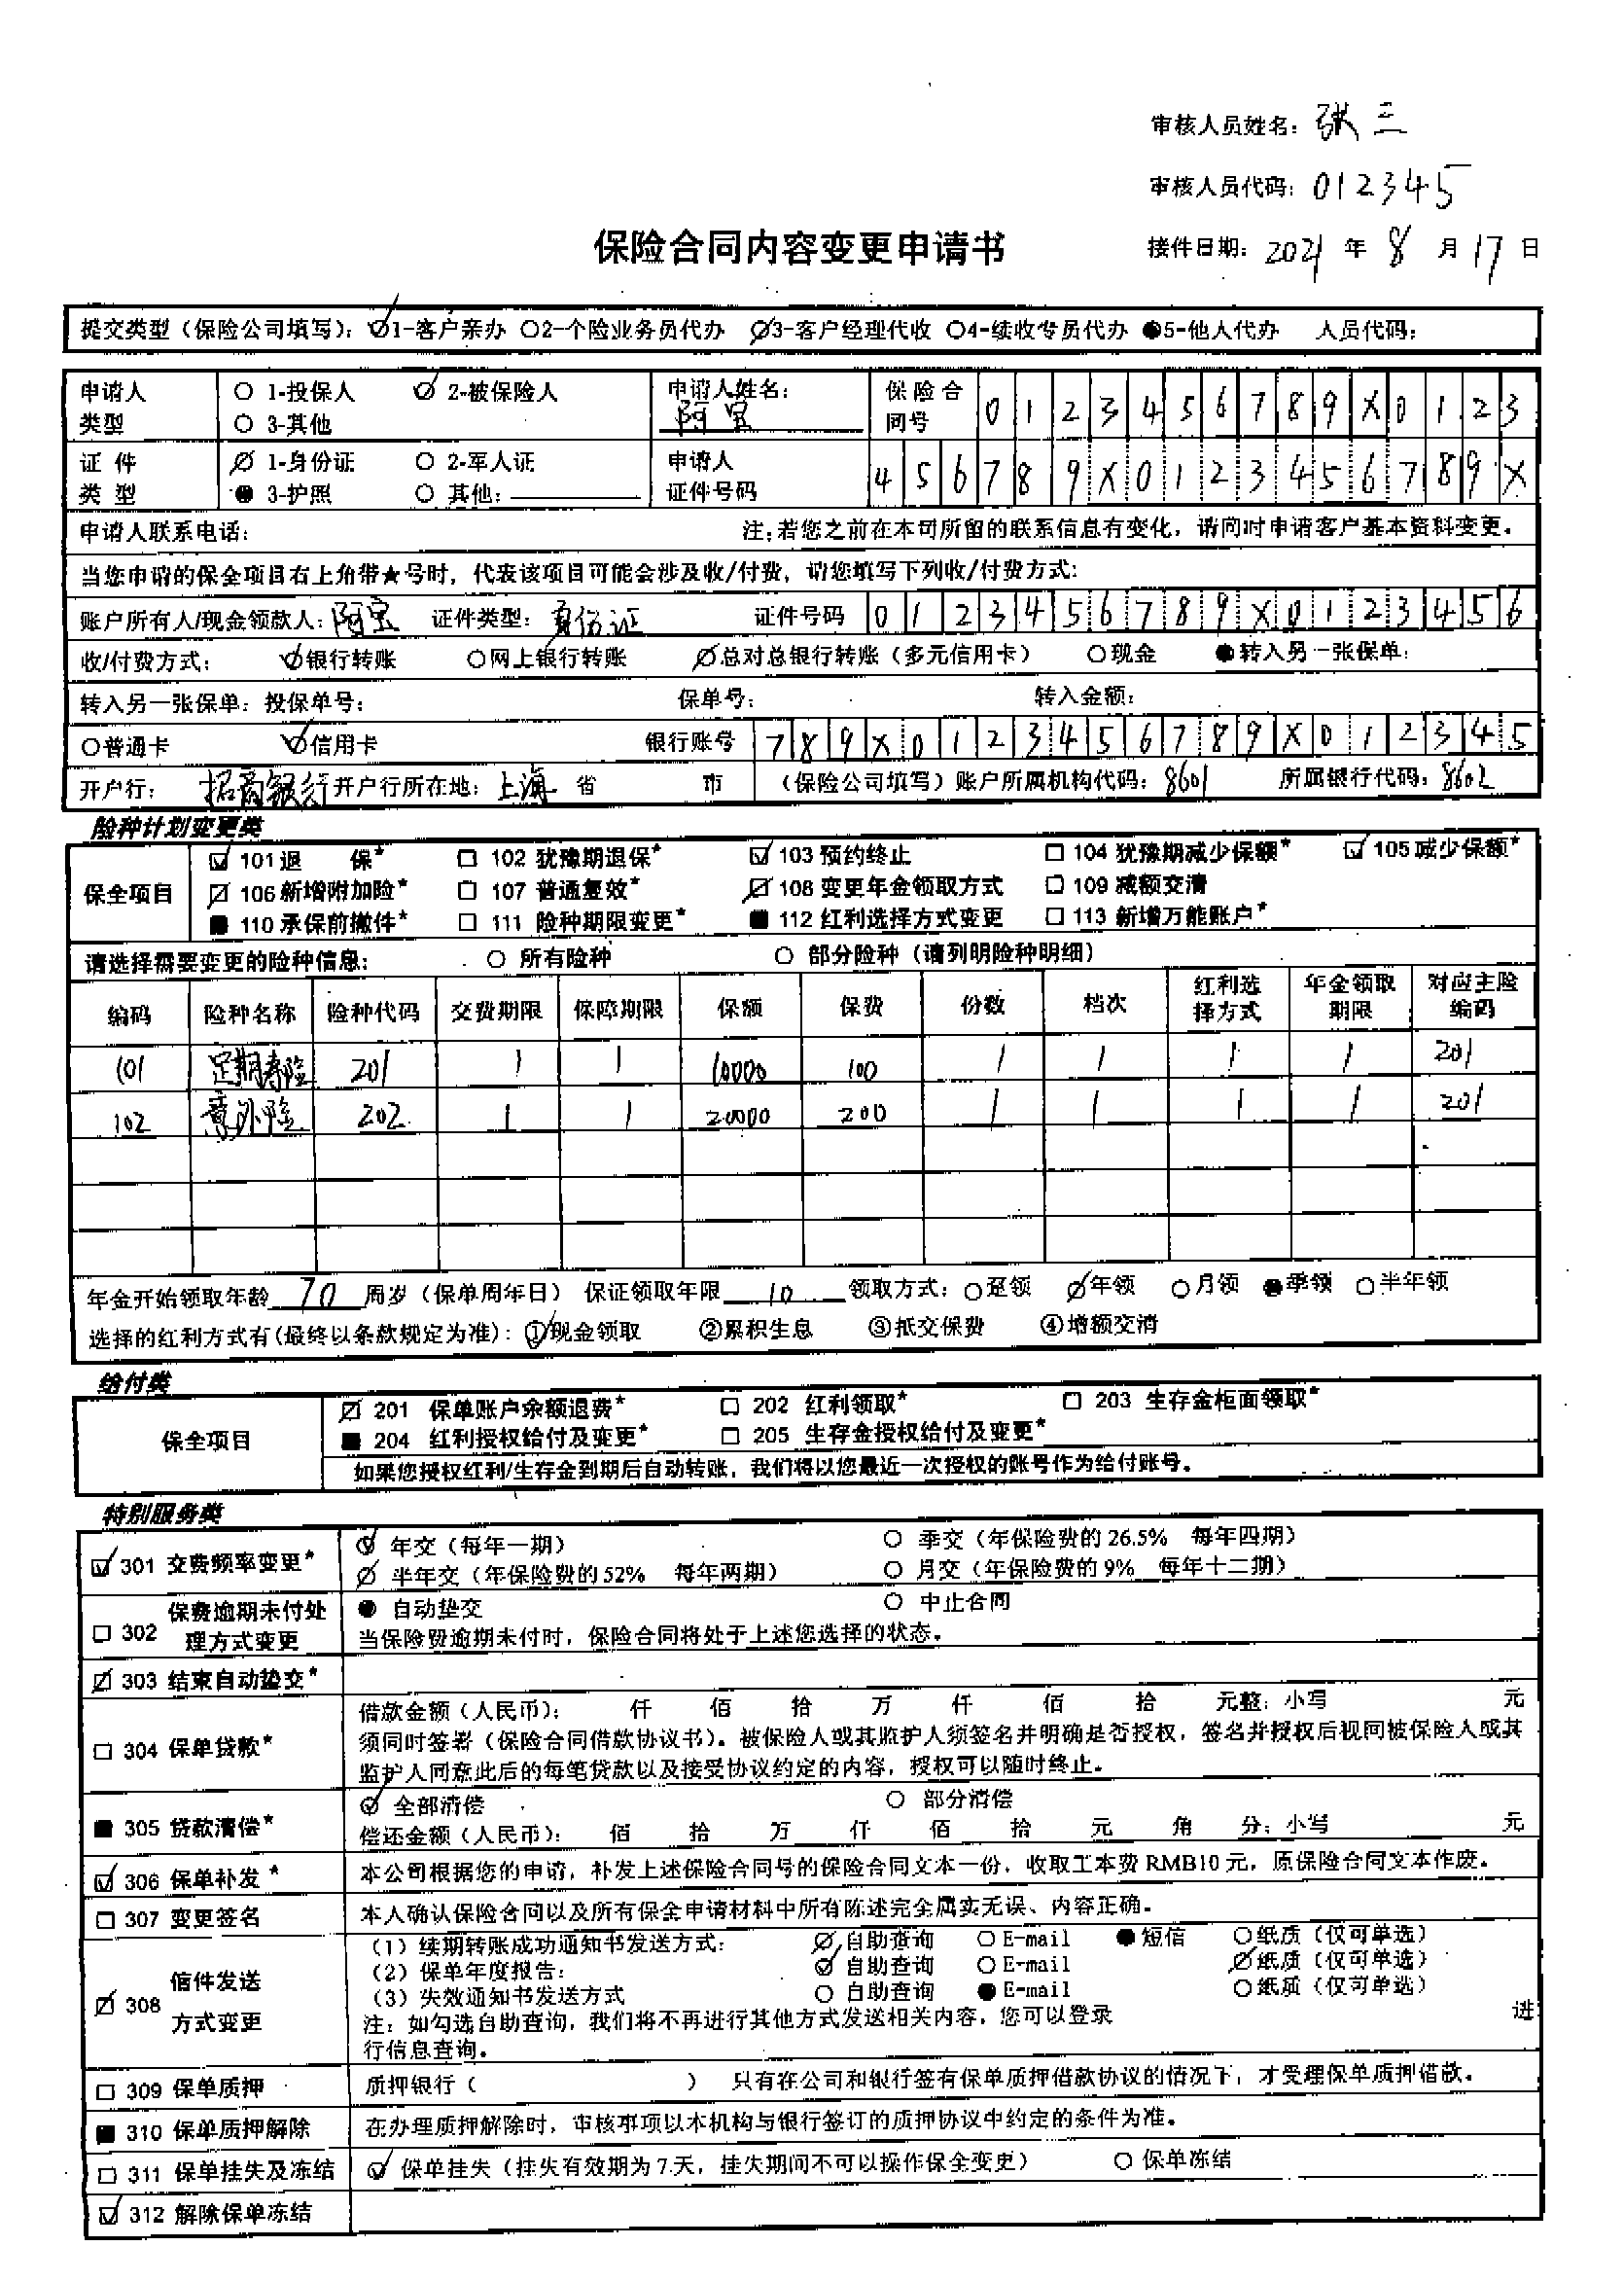 审核人员姓名：张三
审核人员代码：012345
保险合同内容变更申请书
接件日期：2021 年 8 月 17 日
提交类型（保险公司填写）：1-客户亲办 ○2-个险业务员代办 3-客户经理代收 ○4-续收专员代办 ●5-他人代办 人员代码：
申请人类型 ○ 1-投保人 2-被保险人 ○ 3-其他 申请人姓名：阿宝 保险合同号 0123456789X0123
证件类型 1-身份证 ○ 2-军人证 ● 3-护照 ○ 其他： 申请人证件号码 456789X0123456789X
申请人联系电话： 注：若您之前在本司所留的联系信息有变化，请同时申请客户基本资料变更。
当您申请的保全项目右上角带★号时，代表该项目可能会涉及收/付费，请您填写下列收/付费方式：
账户所有人/现金领款人：阿宝 证件类型：身份证 证件号码 0123456789X0123456
收/付费方式： 银行转账 ○网上银行转账 总对总银行转账（多元信用卡） ○现金 ●转入另一张保单：
转入另一张保单：投保单号： 保单号： 转入金额：
○普通卡 信用卡 银行账号 789X0123456789X012345
开户行：招商银行 开户行所在地：上海 省 市 （保险公司填写）账户所属机构代码：8601 所属银行代码：8602
险种计划变更类
保全项目
☑ 101 退 保* □ 102 犹豫期退保* ☑ 103 预约终止 □ 104 犹豫期减少保额* ☑ 105 减少保额*
☑ 106 新增附加险* □ 107 普通复效* ☑ 108 变更年金领取方式 □ 109 减额交清
■ 110 承保前撤件* □ 111 险种期限变更* ■ 112 红利选择方式变更 □ 113 新增万能账户*
请选择需要变更的险种信息： ○ 所有险种 ○ 部分险种（请列明险种明细）
编码 险种名称 险种代码 交费期限 保障期限 保额 保费 份数 档次 红利选择方式 年金领取期限 对应主险编码
101 定期寿险 201 1 1 10000 100 1 1 1 1 201
102 意外险 202 1 1 20000 200 1 1 1 1 201
年金开始领取年龄 70 周岁（保单周年日） 保证领取年限 10 领取方式：○趸领 年领 ○月领 ●季领 ○半年领
选择的红利方式有(最终以条款规定为准)：①现金领取 ②累积生息 ③抵交保费 ④增额交清
给付类
保全项目
☑ 201 保单账户余额退费* □ 202 红利领取* □ 203 生存金柜面领取*
■ 204 红利授权给付及变更* □ 205 生存金授权给付及变更*
如果您授权红利/生存金到期后自动转账，我们将以您最近一次授权的账号作为给付账号。
特别服务类
☑ 301 交费频率变更* 年交（每年一期） ○ 季交（年保险费的 26.5% 每年四期）
半年交（年保险费的 52% 每年两期） ○ 月交（年保险费的 9% 每年十二期）
□ 302 保费逾期未付处理方式变更 ● 自动垫交 ○ 中止合同
当保险费逾期未付时，保险合同将处于上述您选择的状态。
☑ 303 结束自动垫交*
□ 304 保单贷款* 借款金额（人民币）： 仟 佰 拾 万 仟 佰 拾 元整；小写 元
须同时签署（保险合同借款协议书）。被保险人或其监护人须签名并明确是否授权，签名并授权后视同被保险人或其
监护人同意此后的每笔贷款以及接受协议约定的内容，授权可以随时终止。
■ 305 贷款清偿* 全部清偿 ○ 部分清偿
偿还金额（人民币）： 佰 拾 万 仟 佰 拾 元 角 分；小写 元
☑ 306 保单补发* 本公司根据您的申请，补发上述保险合同号的保险合同文本一份，收取工本费 RMB10 元，原保险合同文本作废。
□ 307 变更签名 本人确认保险合同以及所有保全申请材料中所有陈述完全属实无误、内容正确。
☑ 308 信件发送方式变更
（1）续期转账成功通知书发送方式： 自助查询 ○ E-mail ● 短信 ○纸质（仅可单选）
（2）保单年度报告： 自助查询 ○ E-mail 纸质（仅可单选）
（3）失效通知书发送方式 ○ 自助查询 ● E-mail ○纸质（仅可单选）
注：如勾选自助查询，我们将不再进行其他方式发送相关内容，您可以登录 进
行信息查询。
□ 309 保单质押 质押银行（ ） 只有在公司和银行签有保单质押借款协议的情况下，才受理保单质押借款。
■ 310 保单质押解除 在办理质押解除时，审核事项以本机构与银行签订的质押协议中约定的条件为准。
□ 311 保单挂失及冻结 保单挂失（挂失有效期为 7 天，挂失期间不可以操作保全变更） ○ 保单冻结
☑ 312 解除保单冻结